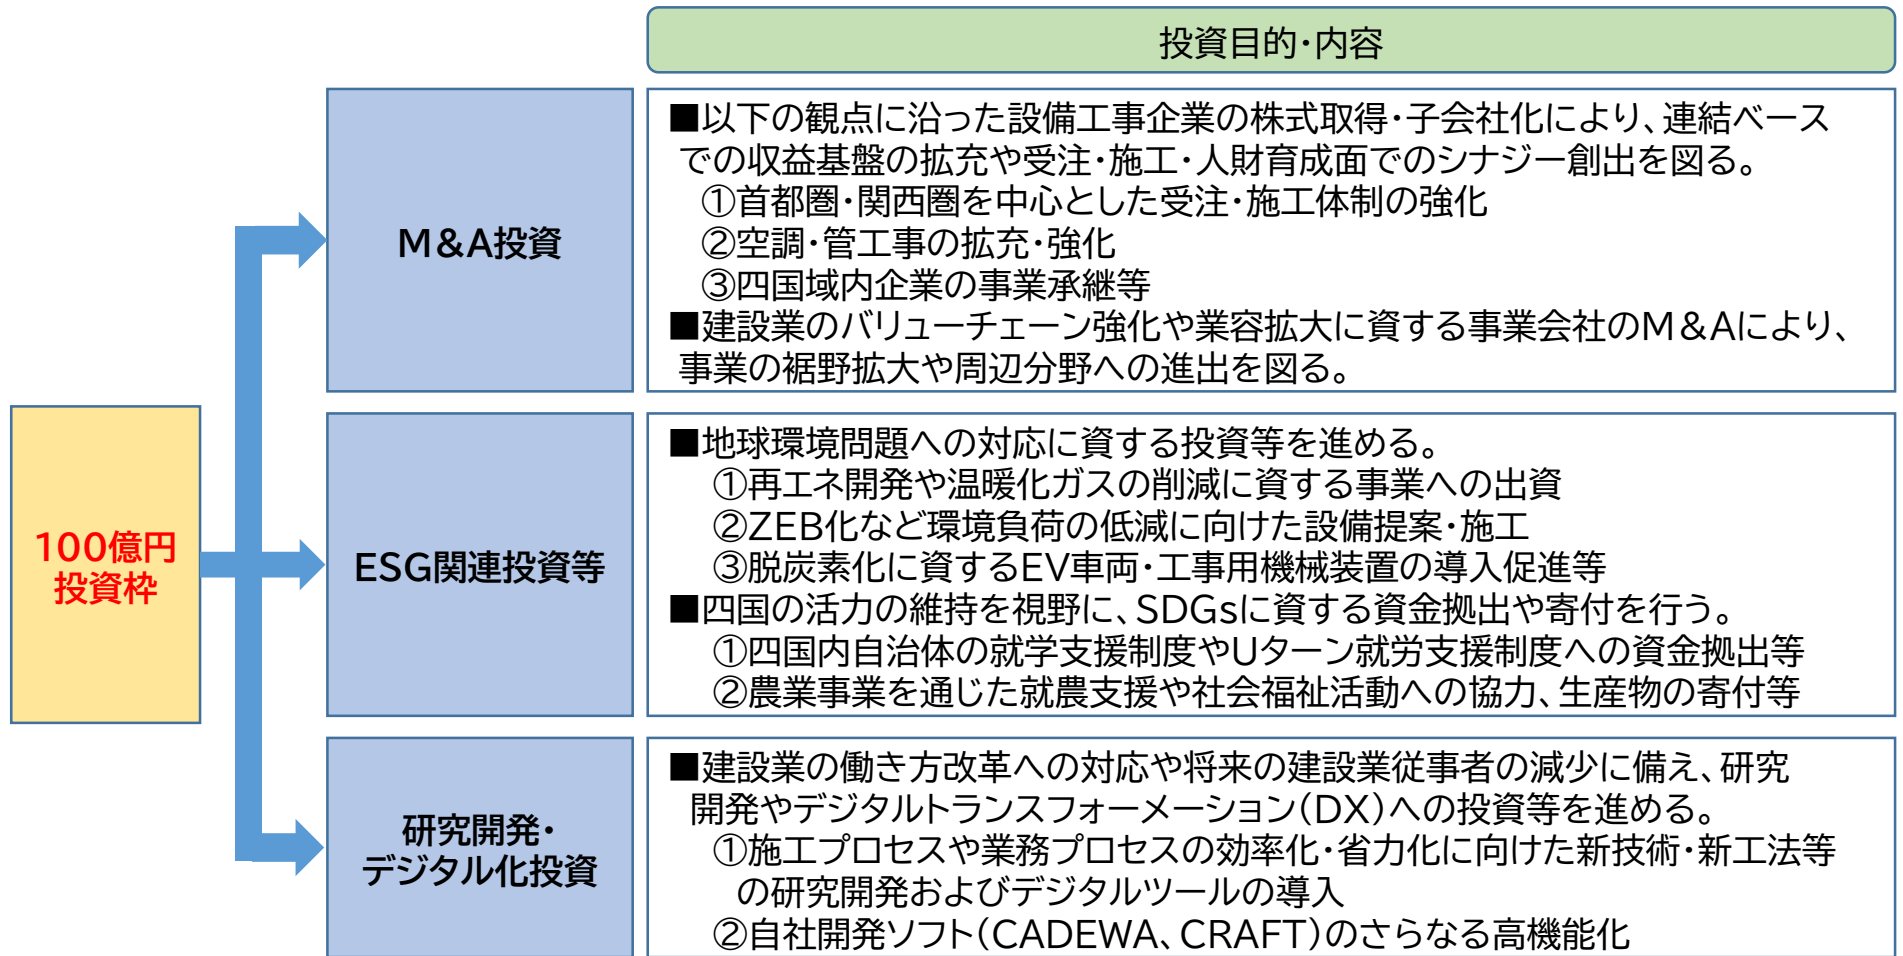 投資目的・内容
100億円
投資枠
M&A投資
■以下の観点に沿った設備工事企業の株式取得・子会社化により、連結ベース
での収益基盤の拡充や受注・施工・人財育成面でのシナジー創出を図る。
①首都圏・関西圏を中心とした受注・施工体制の強化
②空調・管工事の拡充・強化
③四国域内企業の事業承継等
■建設業のバリューチェーン強化や業容拡大に資する事業会社のM&Aにより、
事業の裾野拡大や周辺分野への進出を図る。
ESG関連投資等
■地球環境問題への対応に資する投資等を進める。
①再エネ開発や温暖化ガスの削減に資する事業への出資
②ZEB化など環境負荷の低減に向けた設備提案・施工
③脱炭素化に資するEV車両・工事用機械装置の導入促進等
■四国の活力の維持を視野に、SDGsに資する資金拠出や寄付を行う。
①四国内自治体の就学支援制度やUターン就労支援制度への資金拠出等
②農業事業を通じた就農支援や社会福祉活動への協力、生産物の寄付等
研究開発・
デジタル化投資
■建設業の働き方改革への対応や将来の建設業従事者の減少に備え、研究
開発やデジタルトランスフォーメーション(DX)への投資等を進める。
①施工プロセスや業務プロセスの効率化・省力化に向けた新技術・新工法等
の研究開発およびデジタルツールの導入
②自社開発ソフト(CADEWA、CRAFT)のさらなる高機能化